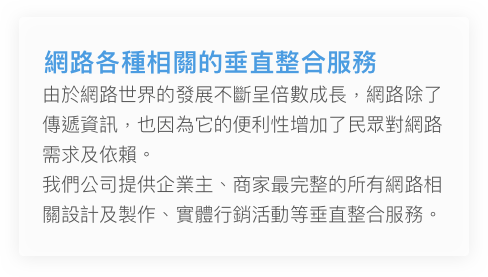 網路各種相關的垂直整合服務
由於網路世界的發展不斷呈倍數成長，網路除了
傳遞資訊，也因為它的便利性增加了民眾對網路
需求及依賴。
我們公司提供企業主、商家最完整的所有網路相
關設計及製作、實體行銷活動等垂直整合服務。